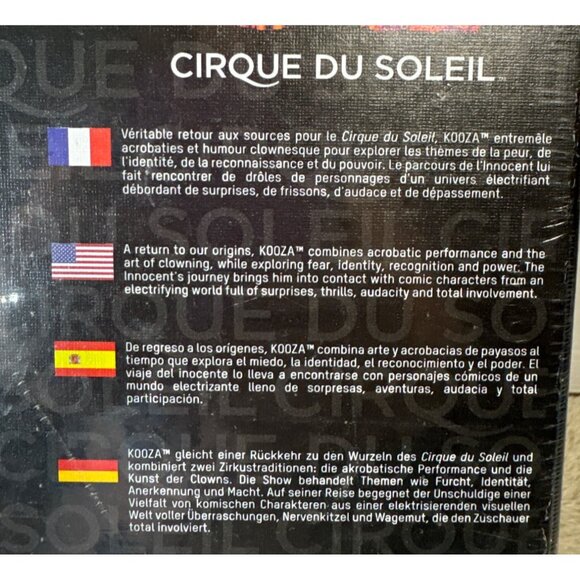 CIRQUE DU SOLEIL™
Véritable retour aux sources pour le Cirque du Soleil, KOOZA™ entremêle
acrobaties et humour clownesque pour explorer les thèmes de la peur, de
l'identité, de la reconnaissance et du pouvoir. Le parcours de l'Innocent lui
fait rencontrer de drôles de personnages d'un univers électrifiant
débordant de surprises, de frissons, d'audace et de dépassement.
A return to our origins, KOOZA™ combines acrobatic performance and the
art of clowning, while exploring fear, identity, recognition and power. The
Innocent's journey brings him into contact with comic characters from an
electrifying world full of surprises, thrills, audacity and total involvement.
De regreso a los orígenes, KOOZA™ combina arte y acrobacias de payasos al
tiempo que explora el miedo, la identidad, el reconocimiento y el poder. El
viaje del inocente lo lleva a encontrarse con personajes cómicos de un
mundo electrizante lleno de sorpresas, aventuras, audacia y total
participación.
KOOZA™ gleicht einer Rückkehr zu den Wurzeln des Cirque du Soleil und
kombiniert zwei Zirkustraditionen: die akrobatische Performance und die
Kunst der Clowns. Die Show behandelt Themen wie Furcht, Identität,
Anerkennung und Macht. Auf seiner Reise begegnet der Unschuldige einer
Vielfalt von komischen Charakteren aus einer elektrisierenden visuellen
Welt voller Überraschungen, Nervenkitzel und Wagemut, die den Zuschauer
total involviert.